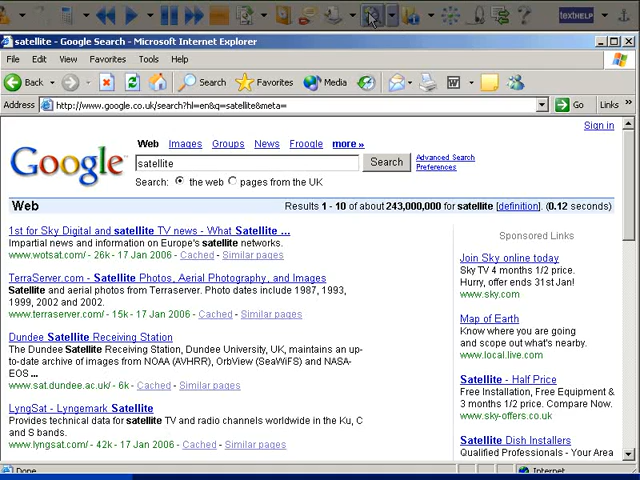 textHELP
satellite - Google Search - Microsoft Internet Explorer
File Edit View Favorites Tools Help
Back Search Favorites Media
Address http://www.google.co.uk/search?hl=en&q=satellite&meta= Go Links »
Sign in
Web Images Groups News Froogle more »
Google satellite Search Advanced Search
Preferences
Search: the web pages from the UK
Web Results 1 - 10 of about 243,000,000 for satellite [definition]. (0.12 seconds)
1st for Sky Digital and satellite TV news - What Satellite ...
Impartial news and information on Europe's satellite networks.
www.wotsat.com/ - 26k - 17 Jan 2006 - Cached - Similar pages
TerraServer.com - Satellite Photos, Aerial Photography, and Images
Satellite and aerial photos from Terraserver. Photo dates include 1987, 1993,
1999, 2002 and 2002.
www.terraserver.com/ - 15k - 17 Jan 2006 - Cached - Similar pages
Dundee Satellite Receiving Station
The Dundee Satellite Receiving Station, Dundee University, UK, maintains an up-
to-date archive of images from NOAA (AVHRR), OrbView (SeaWiFS) and NASA-
EOS ...
www.sat.dundee.ac.uk/ - 6k - Cached - Similar pages
LyngSat - Lyngemark Satellite
Provides technical data for satellite TV and radio channels worldwide in the Ku, C
and S bands.
www.lyngsat.com/ - 42k - 17 Jan 2006 - Cached - Similar pages
Sponsored Links
Join Sky online today
Sky TV 4 months 1/2 price.
Hurry, offer ends 31st Jan!
www.sky.com
Map of Earth
Know where you are going
and scope out what's nearby.
www.local.live.com
Satellite - Half Price
Free Installation, Free Equipment &
3 months 1/2 price. Compare Now.
www.sky-offers.co.uk
Satellite Dish Installers
Qualified Professionals - Your Area
Done Internet